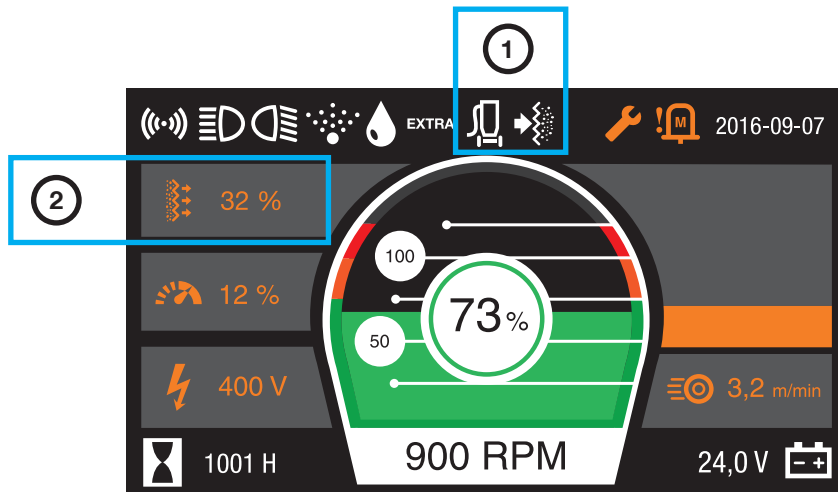 1
EXTRA
M
2016-09-07
2
32 %
100
12 %
73%
50
400 V
3,2 m/min
1001 H
900 RPM
24,0 V